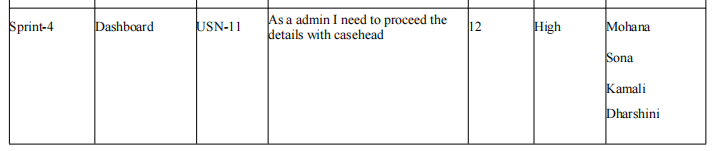 Sprint-4 Dashboard USN-11 As a admin I need to proceed the 12 High Mohana
details with casehead
Sona
Kamali
Dharshini